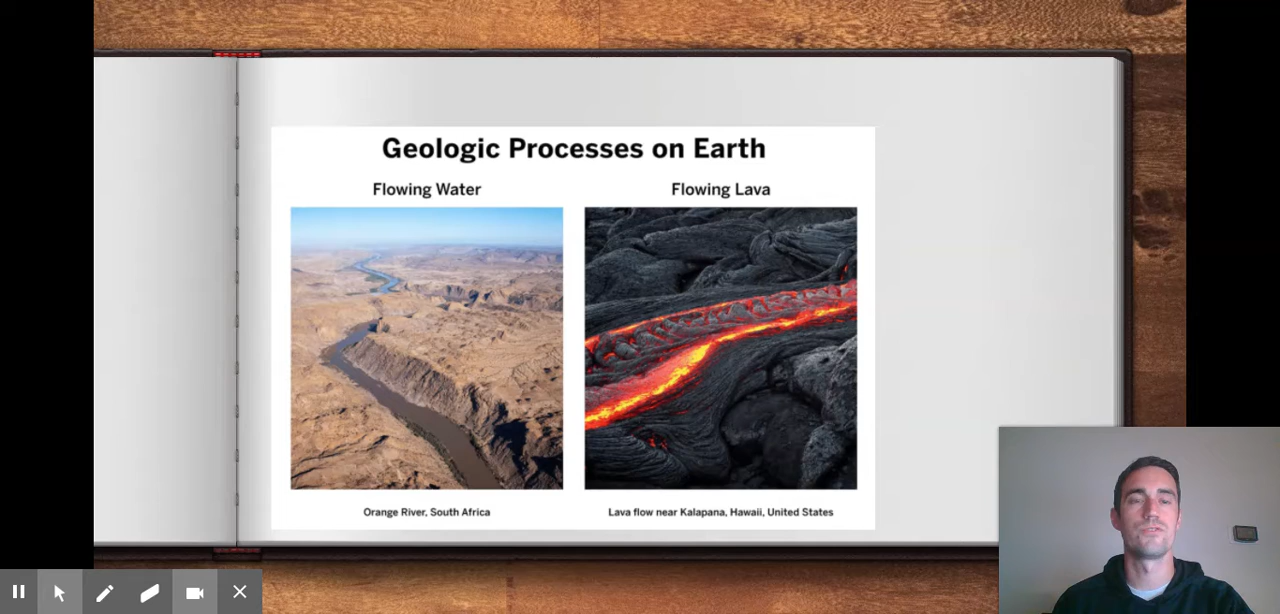 Geologic Processes on Earth
Flowing Water
Flowing Lava
Orange River, South Africa
Lava flow near Kalapana, Hawaii, United States